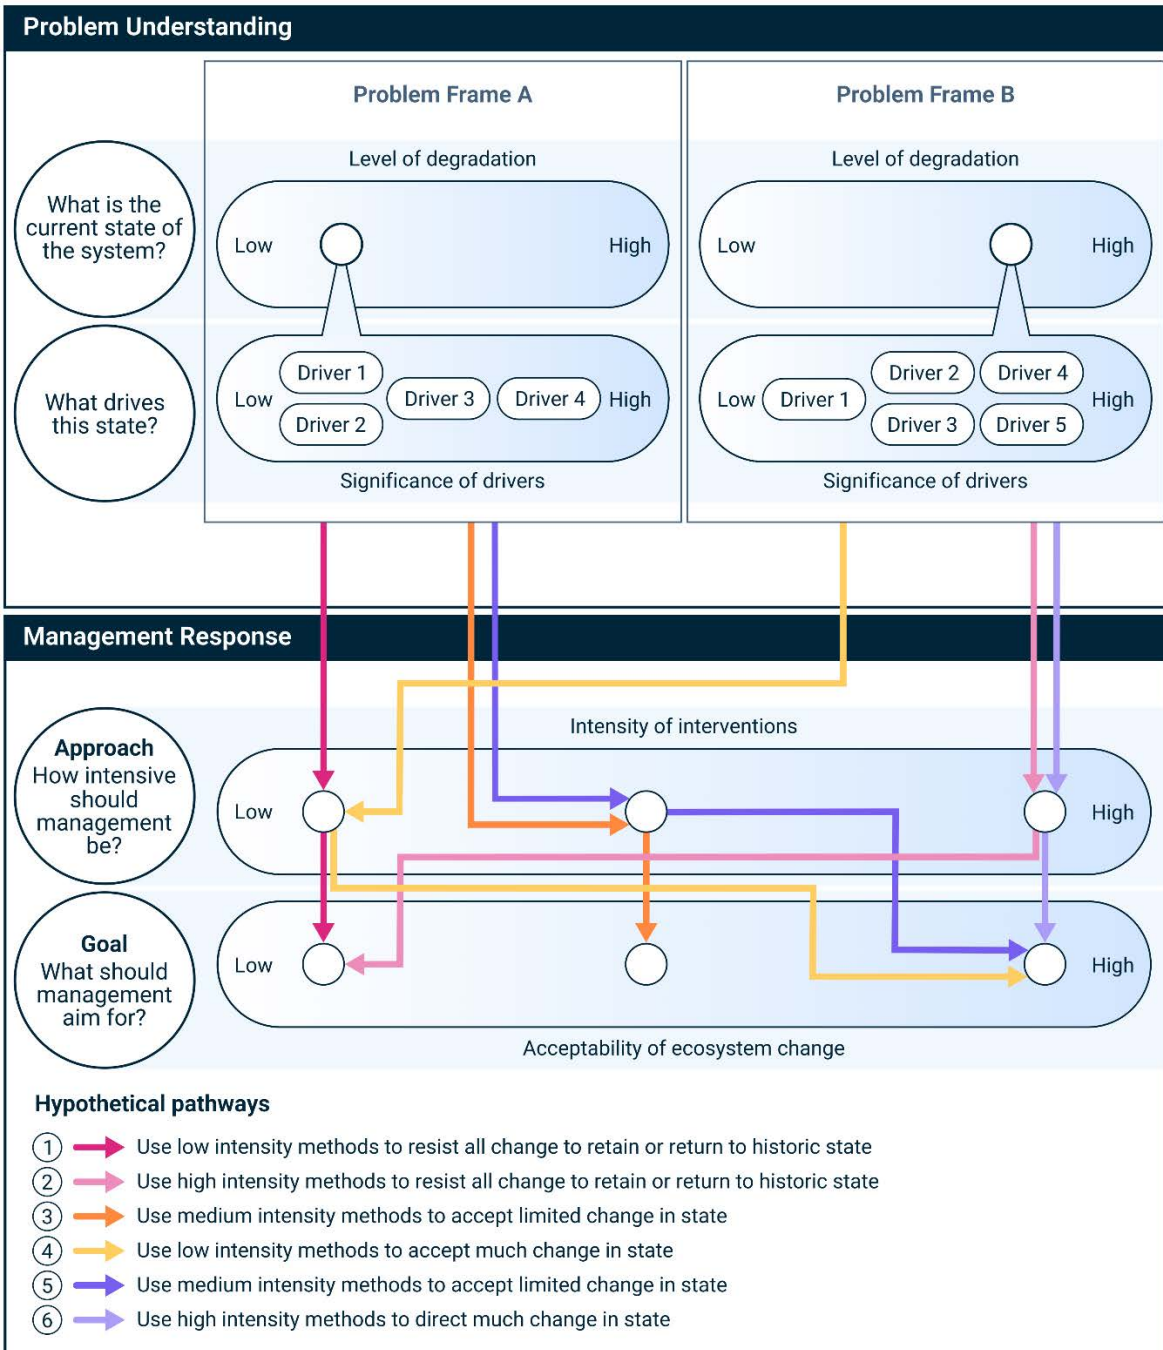 Problem Understanding
Problem Frame A
Problem Frame B
Level of degradation
Level of degradation
What is the
current state of
the system?
Low
High
Low
High
What drives
this state?
Low
Driver 1
Driver 2
Driver 3
Driver 4
High
Low
Driver 1
Driver 2
Driver 3
Driver 4
Driver 5
High
Significance of drivers
Significance of drivers
Management Response
Intensity of interventions
Approach
How intensive
should
management
be?
Low
High
Goal
What should
management
aim for?
Low
High
Acceptability of ecosystem change
Hypothetical pathways
1 Use low intensity methods to resist all change to retain or return to historic state
2 Use high intensity methods to resist all change to retain or return to historic state
3 Use medium intensity methods to accept limited change in state
4 Use low intensity methods to accept much change in state
5 Use medium intensity methods to accept limited change in state
6 Use high intensity methods to direct much change in state